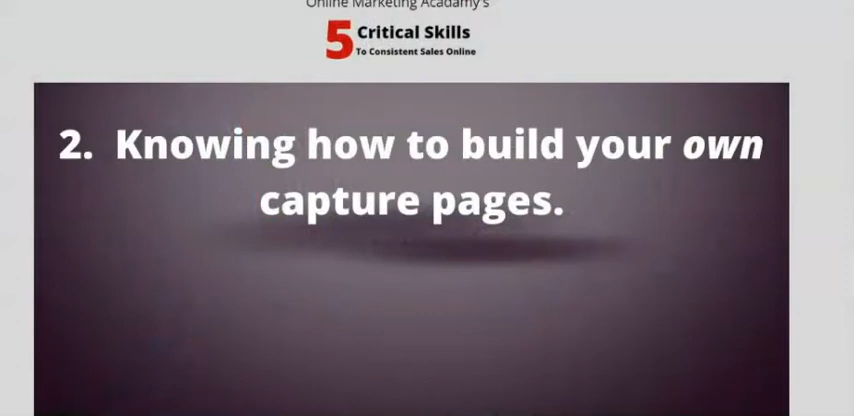 Online Marketing Acadamy's
5 Critical Skills
To Consistent Sales Online
2. Knowing how to build your own
capture pages.